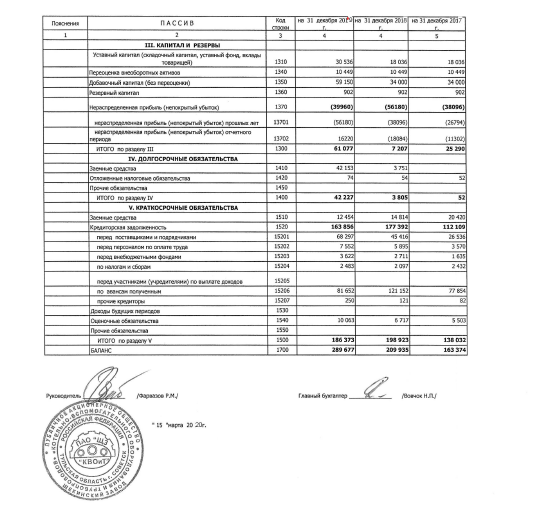 Пояснения | ПАССИВ | Код строки | на 31 декабря 2019 | на 31 декабря 2018 | на 31 декабря 2017
1 | 2 | 3 | 4 | 4 | 5
III. КАПИТАЛ И РЕЗЕРВЫ
Уставный капитал (складочный капитал, уставный фонд, вклады товарищей) | 1310 | 30 536 | 18 036 | 18 036
Переоценка внеоборотных активов | 1340 | 10 449 | 10 449 | 10 449
Добавочный капитал (без переоценки) | 1350 | 59 150 | 34 000 | 34 000
Резервный капитал | 1360 | 902 | 902 | 902
Нераспределенная прибыль (непокрытый убыток) | 1370 | (39960) | (56180) | (38096)
нераспределенная прибыль (непокрытый убыток) прошлых лет | 13701 | (56180) | (38096) | (26794)
нераспределенная прибыль (непокрытый убыток) отчетного периода | 13702 | 16220 | (18084) | (11302)
ИТОГО по разделу III | 1300 | 61 077 | 7 207 | 25 290
IV. ДОЛГОСРОЧНЫЕ ОБЯЗАТЕЛЬСТВА
Заемные средства | 1410 | 42 153 | 3 751
Отложенные налоговые обязательства | 1420 | 74 | 54 | 52
Прочие обязательства | 1450
ИТОГО по разделу IV | 1400 | 42 227 | 3 805 | 52
V. КРАТКОСРОЧНЫЕ ОБЯЗАТЕЛЬСТВА
Заемные средства | 1510 | 12 454 | 14 814 | 20 420
Кредиторская задолженность | 1520 | 163 856 | 177 392 | 112 109
перед поставщиками и подрядчиками | 15201 | 68 297 | 45 416 | 26 536
перед персоналом по оплате труда | 15202 | 7 552 | 5 895 | 3 570
перед внебюджетными фондами | 15203 | 3 622 | 2 711 | 1 635
по налогам и сборам | 15204 | 2 483 | 2 097 | 2 432
перед участниками (учредителями) по выплате доходов | 15205
по авансам полученным | 15206 | 81 652 | 121 152 | 77 854
прочие кредиторы | 15207 | 250 | 121 | 82
Доходы будущих периодов | 1530
Оценочные обязательства | 1540 | 10 063 | 6 717 | 5 503
Прочие обязательства | 1550
ИТОГО по разделу V | 1500 | 186 373 | 198 923 | 138 032
БАЛАНС | 1700 | 289 677 | 209 935 | 163 374
Руководитель /Фарвазов Р.М./ Главный бухгалтер /Вовчок Н.П./
" 15 "марта 20 20г.
РОССИЙСКАЯ ФЕДЕРАЦИЯ
ПАО "ЩЗ
"КВОиТ"
ТУЛЬСКАЯ ОБЛАСТЬ Г. СОВЕТСК